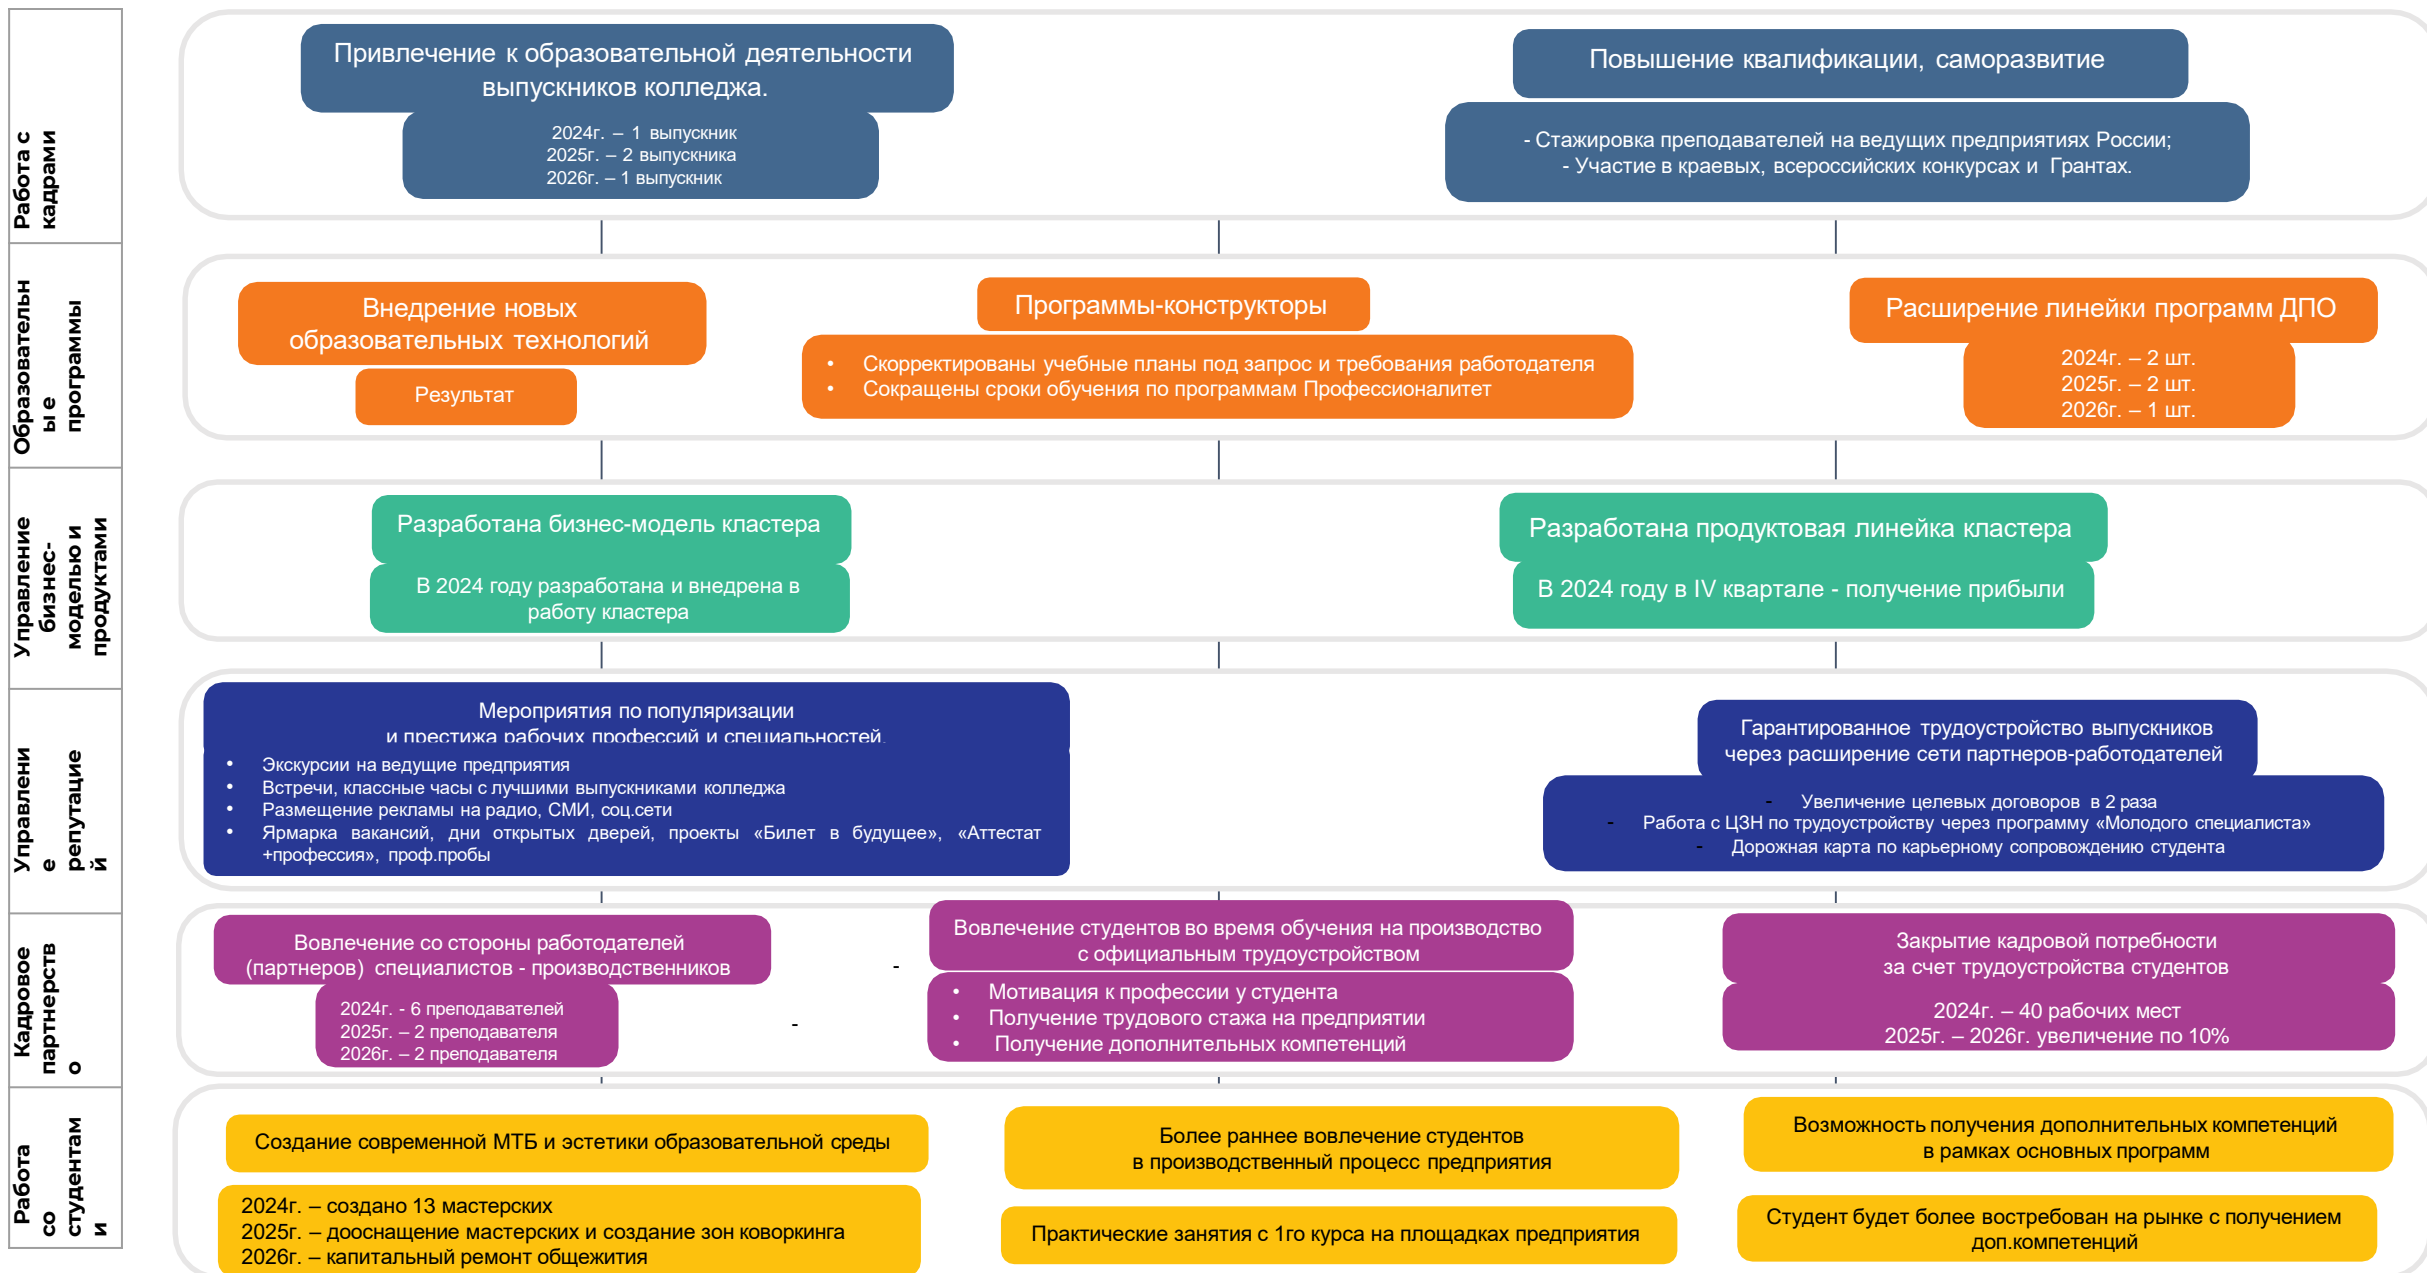 Работа с
кадрами
Привлечение к образовательной деятельности
выпускников колледжа.
2024г. – 1 выпускник
2025г. – 2 выпускника
2026г. – 1 выпускник
Повышение квалификации, саморазвитие
- Стажировка преподавателей на ведущих предприятиях России;
- Участие в краевых, всероссийских конкурсах и Грантах.
Образовательн
ы е
программы
Внедрение новых
образовательных технологий
Результат
Программы-конструкторы
• Скорректированы учебные планы под запрос и требования работодателя
• Сокращены сроки обучения по программам Профессионалитет
Расширение линейки программ ДПО
2024г. – 2 шт.
2025г. – 2 шт.
2026г. – 1 шт.
Управление
бизнес-
моделью и
продуктами
Разработана бизнес-модель кластера
В 2024 году разработана и внедрена в
работу кластера
Разработана продуктовая линейка кластера
В 2024 году в IV квартале - получение прибыли
Управлени
е
репутацие
й
Мероприятия по популяризации
и престижа рабочих профессий и специальностей.
• Экскурсии на ведущие предприятия
• Встречи, классные часы с лучшими выпускниками колледжа
• Размещение рекламы на радио, СМИ, соц.сети
• Ярмарка вакансий, дни открытых дверей, проекты «Билет в будущее», «Аттестат
+профессия», проф.пробы
Гарантированное трудоустройство выпускников
через расширение сети партнеров-работодателей
- Увеличение целевых договоров в 2 раза
- Работа с ЦЗН по трудоустройству через программу «Молодого специалиста»
- Дорожная карта по карьерному сопровождению студента
Кадровое
партнерств
о
Вовлечение со стороны работодателей
(партнеров) специалистов - производственников
2024г. - 6 преподавателей
2025г. – 2 преподавателя
2026г. – 2 преподавателя
-
-
Вовлечение студентов во время обучения на производство
с официальным трудоустройством
• Мотивация к профессии у студента
• Получение трудового стажа на предприятии
• Получение дополнительных компетенций
Закрытие кадровой потребности
за счет трудоустройства студентов
2024г. – 40 рабочих мест
2025г. – 2026г. увеличение по 10%
Работа
со
студентам
и
Создание современной МТБ и эстетики образовательной среды
2024г. – создано 13 мастерских
2025г. – дооснащение мастерских и создание зон коворкинга
2026г. – капитальный ремонт общежития
Более раннее вовлечение студентов
в производственный процесс предприятия
Практические занятия с 1го курса на площадках предприятия
Возможность получения дополнительных компетенций
в рамках основных программ
Студент будет более востребован на рынке с получением
доп.компетенций